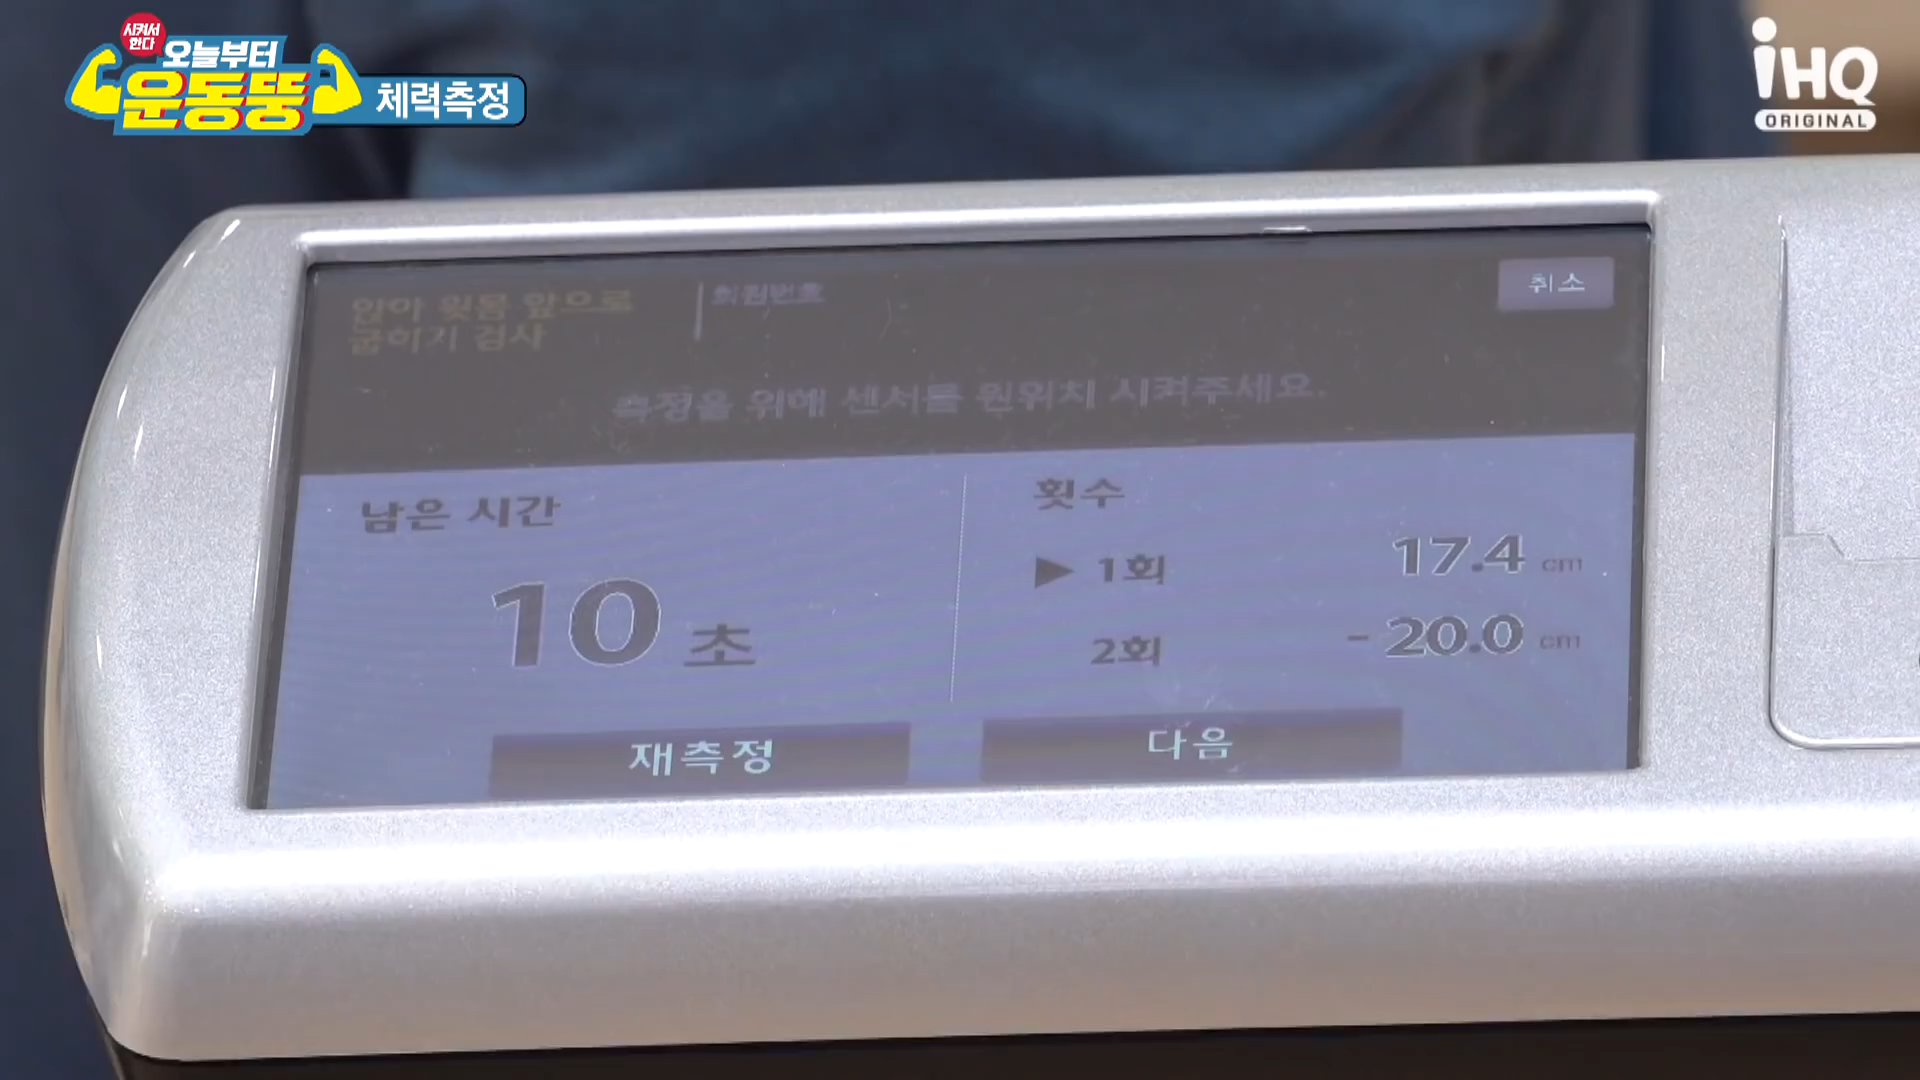 시켜서
한다
오늘부터
운동뚱
체력측정
iHQ
ORIGINAL
앉아 윗몸 앞으로
굽히기 검사
회원번호
취소
측정을 위해 센서를 원위치 시켜주세요.
남은 시간
10 초
횟수
▶ 1회 17.4 cm
2회 - 20.0 cm
재측정
다음